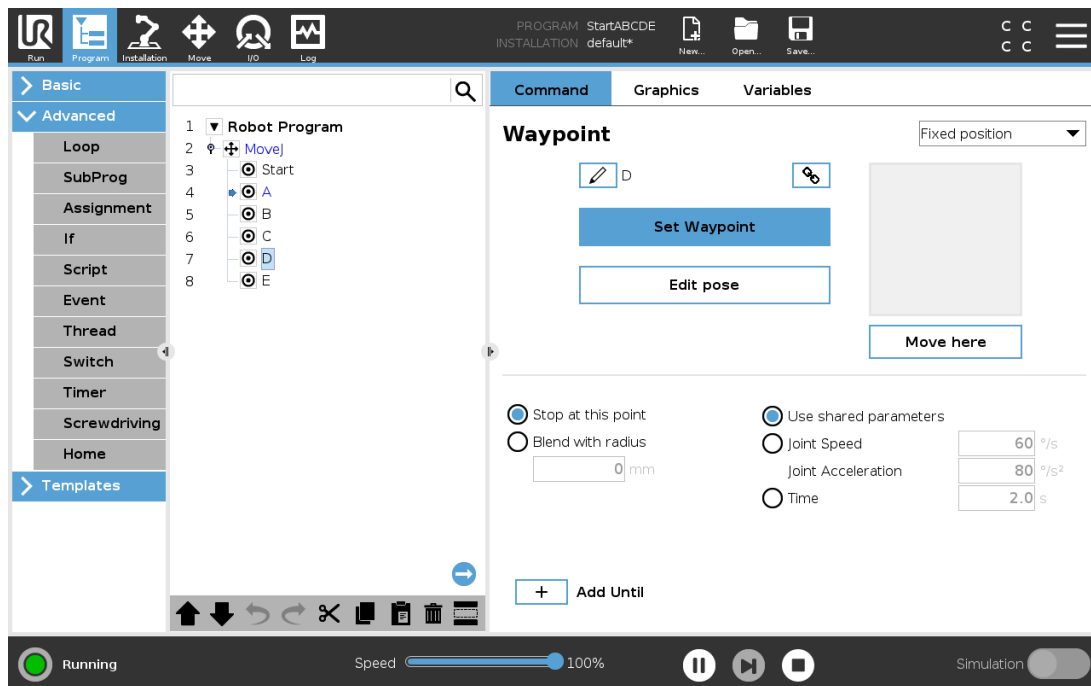 UR
Run
Program
Installation
Move
I/O
Log
PROGRAM StartABCDE
INSTALLATION default*
New...
Open...
Save...
C C
C C
Basic
Advanced
Loop
SubProg
Assignment
If
Script
Event
Thread
Switch
Timer
Screwdriving
Home
Templates
1 Robot Program
2 MoveJ
3 Start
4 A
5 B
6 C
7 D
8 E
Command Graphics Variables
Waypoint
Fixed position
D
Set Waypoint
Edit pose
Move here
Stop at this point
Blend with radius
0 mm
Use shared parameters
Joint Speed 60 °/s
Joint Acceleration 80 °/s²
Time 2.0 s
+ Add Until
Running
Speed 100%
Simulation